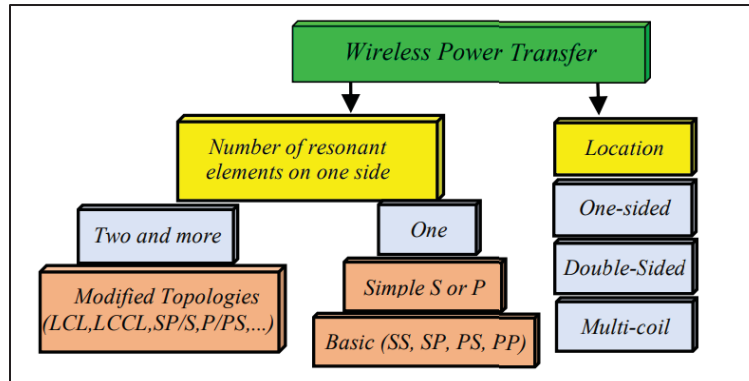 Wireless Power Transfer
Number of resonant
elements on one side
Two and more
Modified Topologies
(LCL,LCCL,SP/S,P/PS,...)
One
Simple S or P
Basic (SS, SP, PS, PP)
Location
One-sided
Double-Sided
Multi-coil